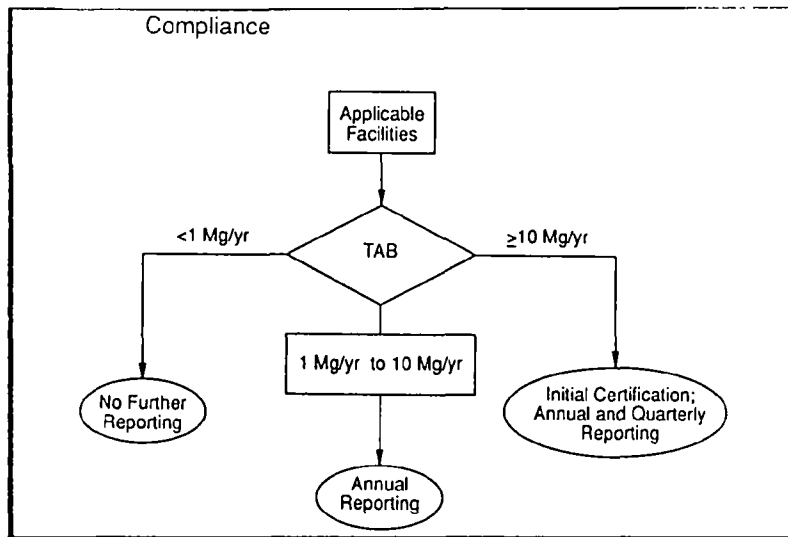 Compliance
Applicable
Facilities
<1 Mg/yr
TAB
≥10 Mg/yr
1 Mg/yr to 10 Mg/yr
No Further
Reporting
Initial Certification;
Annual and Quarterly
Reporting
Annual
Reporting